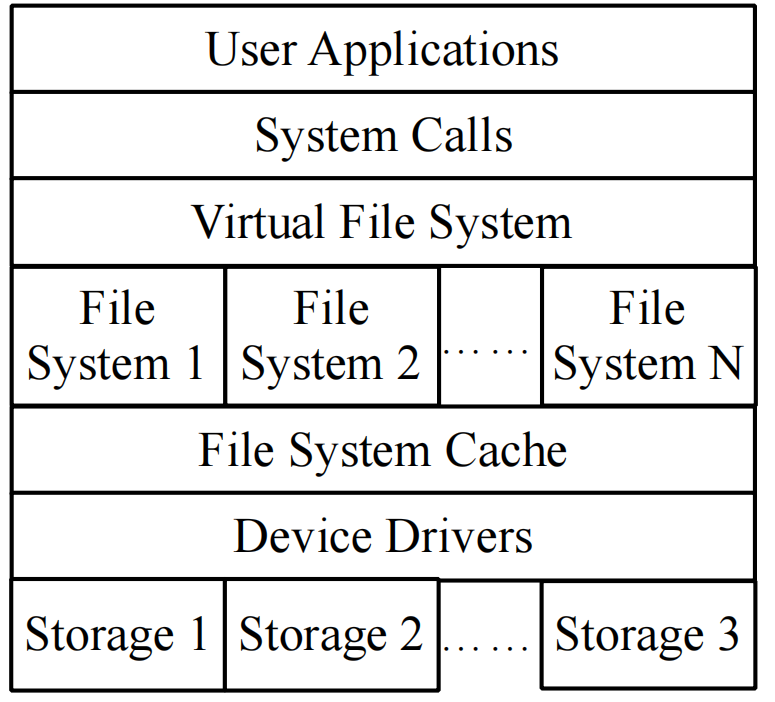 User Applications
System Calls
Virtual File System
File
System 1
File
System 2
... ...
File
System N
File System Cache
Device Drivers
Storage 1
Storage 2
... ...
Storage 3